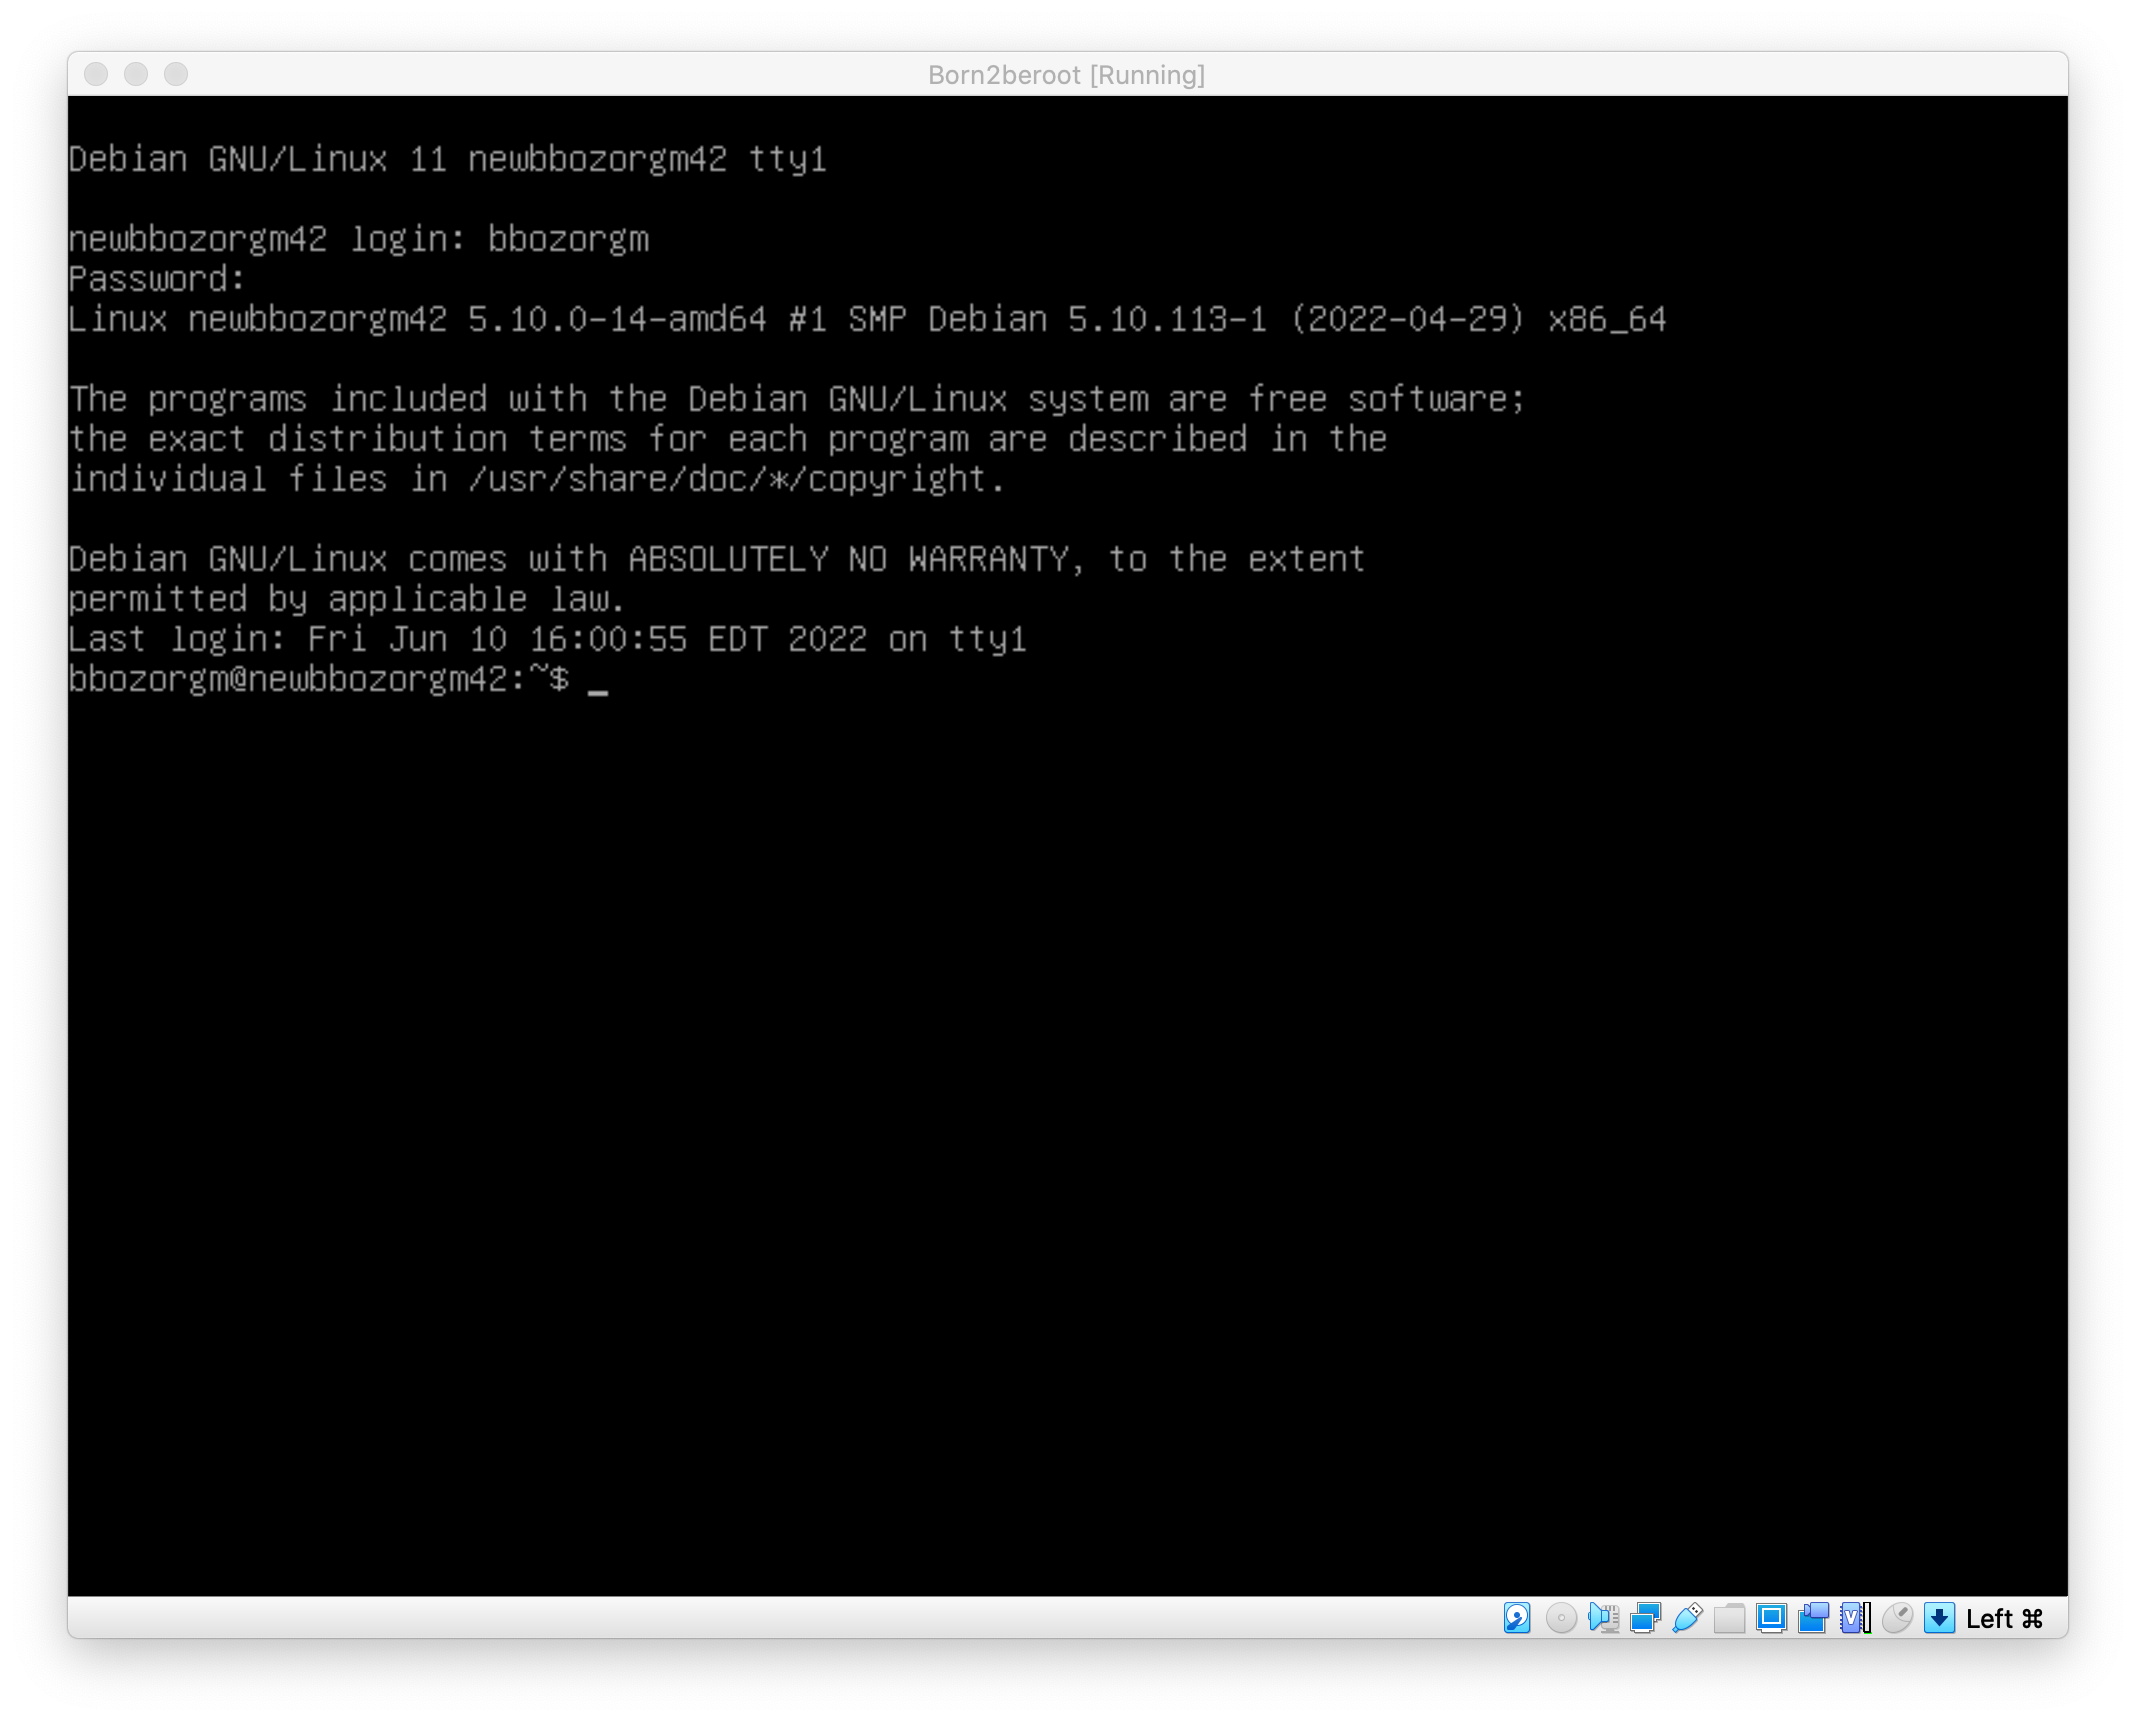 Born2beroot [Running]
Debian GNU/Linux 11 newbbozorgm42 tty1
newbbozorgm42 login: bbozorgm
Password:
Linux newbbozorgm42 5.10.0-14-amd64 #1 SMP Debian 5.10.113-1 (2022-04-29) x86_64
The programs included with the Debian GNU/Linux system are free software;
the exact distribution terms for each program are described in the
individual files in /usr/share/doc/*/copyright.
Debian GNU/Linux comes with ABSOLUTELY NO WARRANTY, to the extent
permitted by applicable law.
Last login: Fri Jun 10 16:00:55 EDT 2022 on tty1
bbozorgm@newbbozorgm42:~$ _
Left ⌘